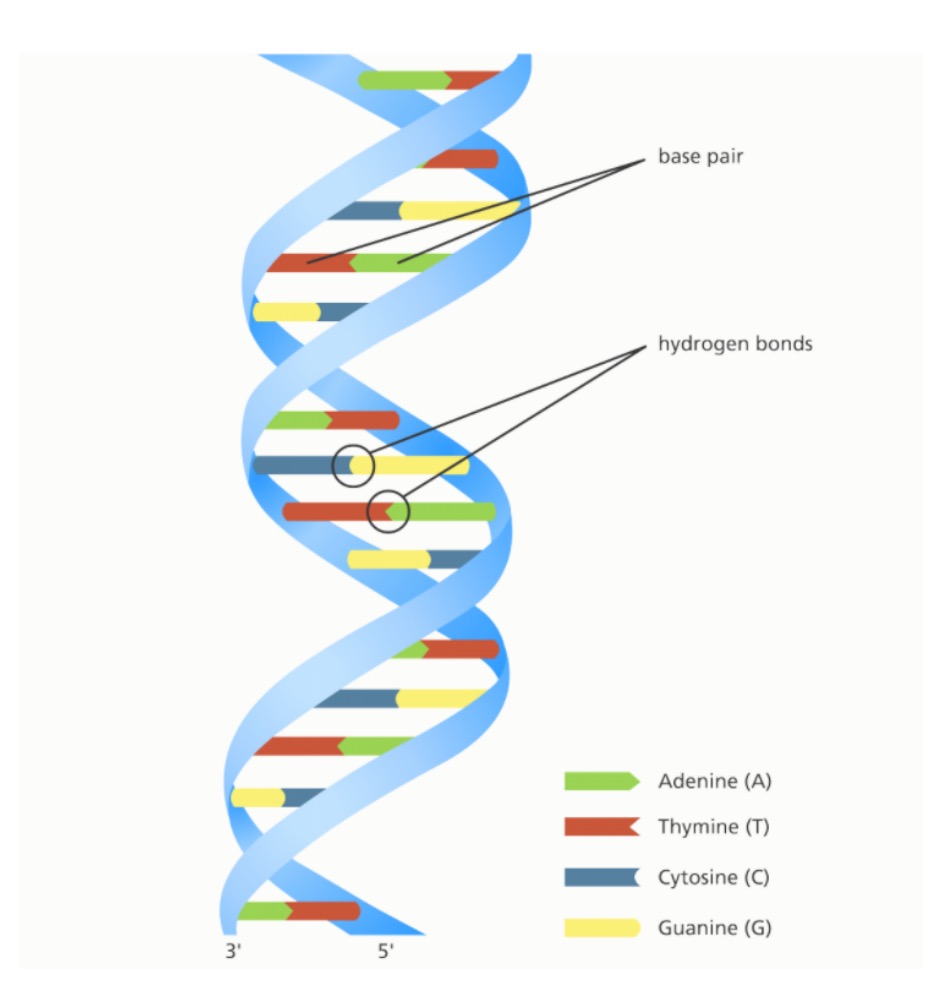 base pair
hydrogen bonds
Adenine (A)
Thymine (T)
Cytosine (C)
Guanine (G)
3' 5'